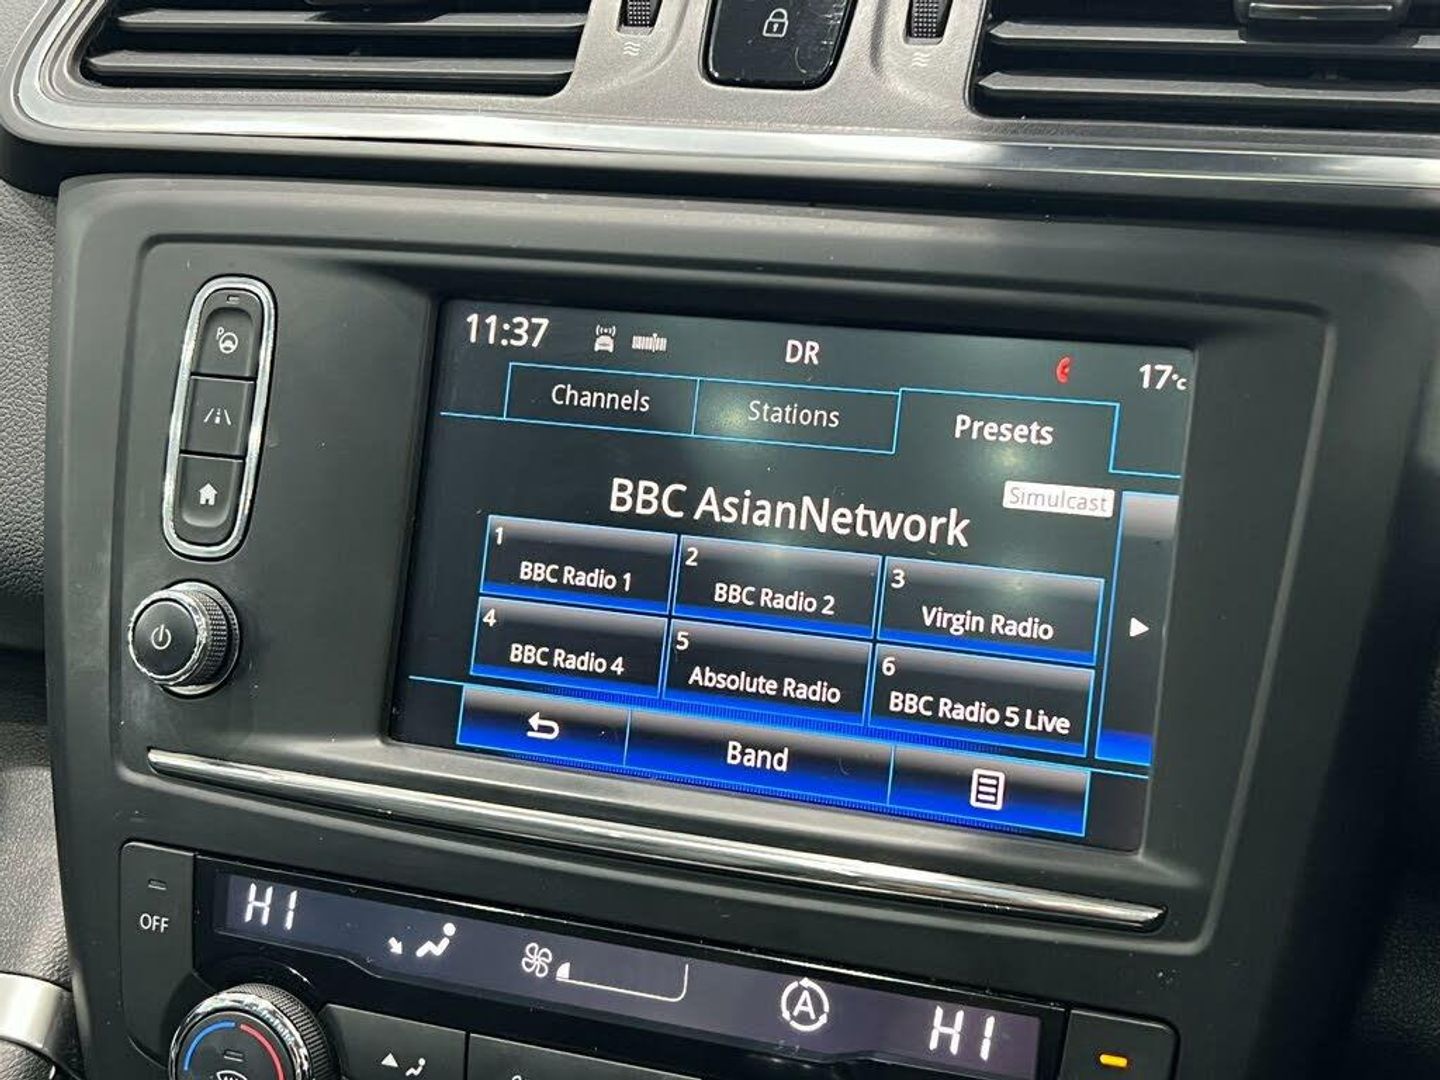 11:37 DR 17°C
Channels Stations Presets
BBC AsianNetwork Simulcast
1 BBC Radio 1
2 BBC Radio 2
3 Virgin Radio
4 BBC Radio 4
5 Absolute Radio
6 BBC Radio 5 Live
Band
P
OFF
HI A HI